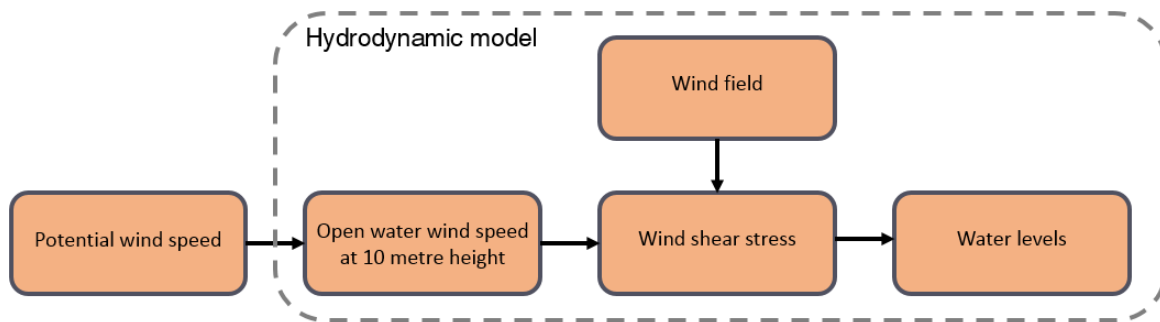 Hydrodynamic model
Wind field
Potential wind speed
Open water wind speed
at 10 metre height
Wind shear stress
Water levels